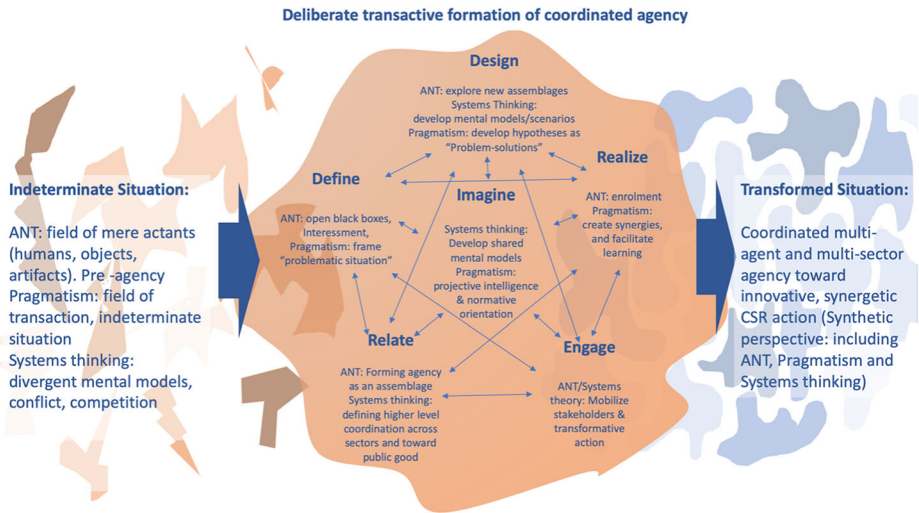 Deliberate transactive formation of coordinated agency
Indeterminate Situation:
ANT: field of mere actants
(humans, objects,
artifacts). Pre -agency
Pragmatism: field of
transaction, indeterminate
situation
Systems thinking:
divergent mental models,
conflict, competition
Design
ANT: explore new assemblages
Systems Thinking:
develop mental models/scenarios
Pragmatism: develop hypotheses as
“Problem-solutions”
Define
ANT: open black boxes,
Interessment,
Pragmatism: frame
“problematic situation”
Imagine
Systems thinking:
Develop shared
mental models
Pragmatism:
projective intelligence
& normative
orientation
Realize
ANT: enrolment
Pragmatism:
create synergies,
and facilitate
learning
Relate
ANT: Forming agency
as an assemblage
Systems thinking:
defining higher level
coordination across
sectors and toward
public good
Engage
ANT/Systems
theory: Mobilize
stakeholders &
transformative
action
Transformed Situation:
Coordinated multi-
agent and multi-sector
agency toward
innovative, synergetic
CSR action (Synthetic
perspective: including
ANT, Pragmatism and
Systems thinking)